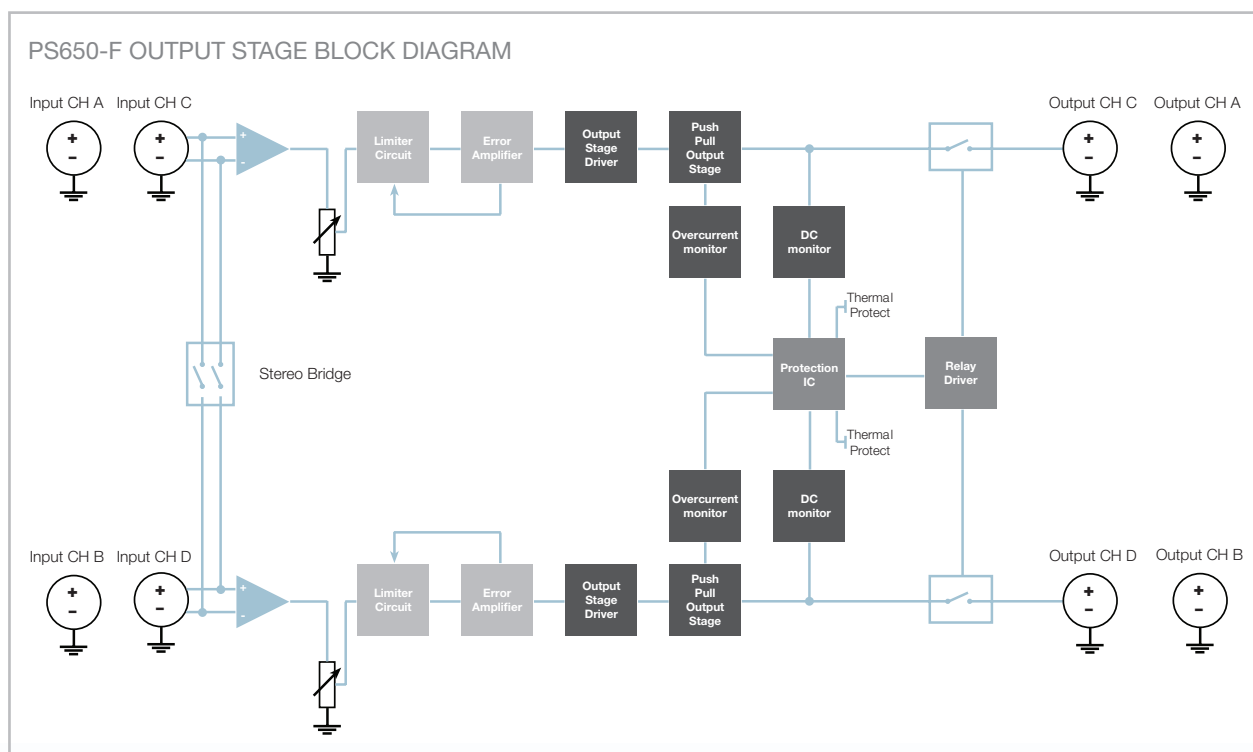 PS650-F OUTPUT STAGE BLOCK DIAGRAM
Input CH A
Input CH C
Output CH C
Output CH A
+
-
+
-
+
-
Limiter
Circuit
Error
Amplifier
Output
Stage
Driver
Push
Pull
Output
Stage
+
-
+
-
Overcurrent
monitor
DC
monitor
Thermal
Protect
Stereo Bridge
Protection
IC
Relay
Driver
Thermal
Protect
Overcurrent
monitor
DC
monitor
Input CH B
Input CH D
Output CH D
Output CH B
+
-
+
-
+
-
Limiter
Circuit
Error
Amplifier
Output
Stage
Driver
Push
Pull
Output
Stage
+
-
+
-